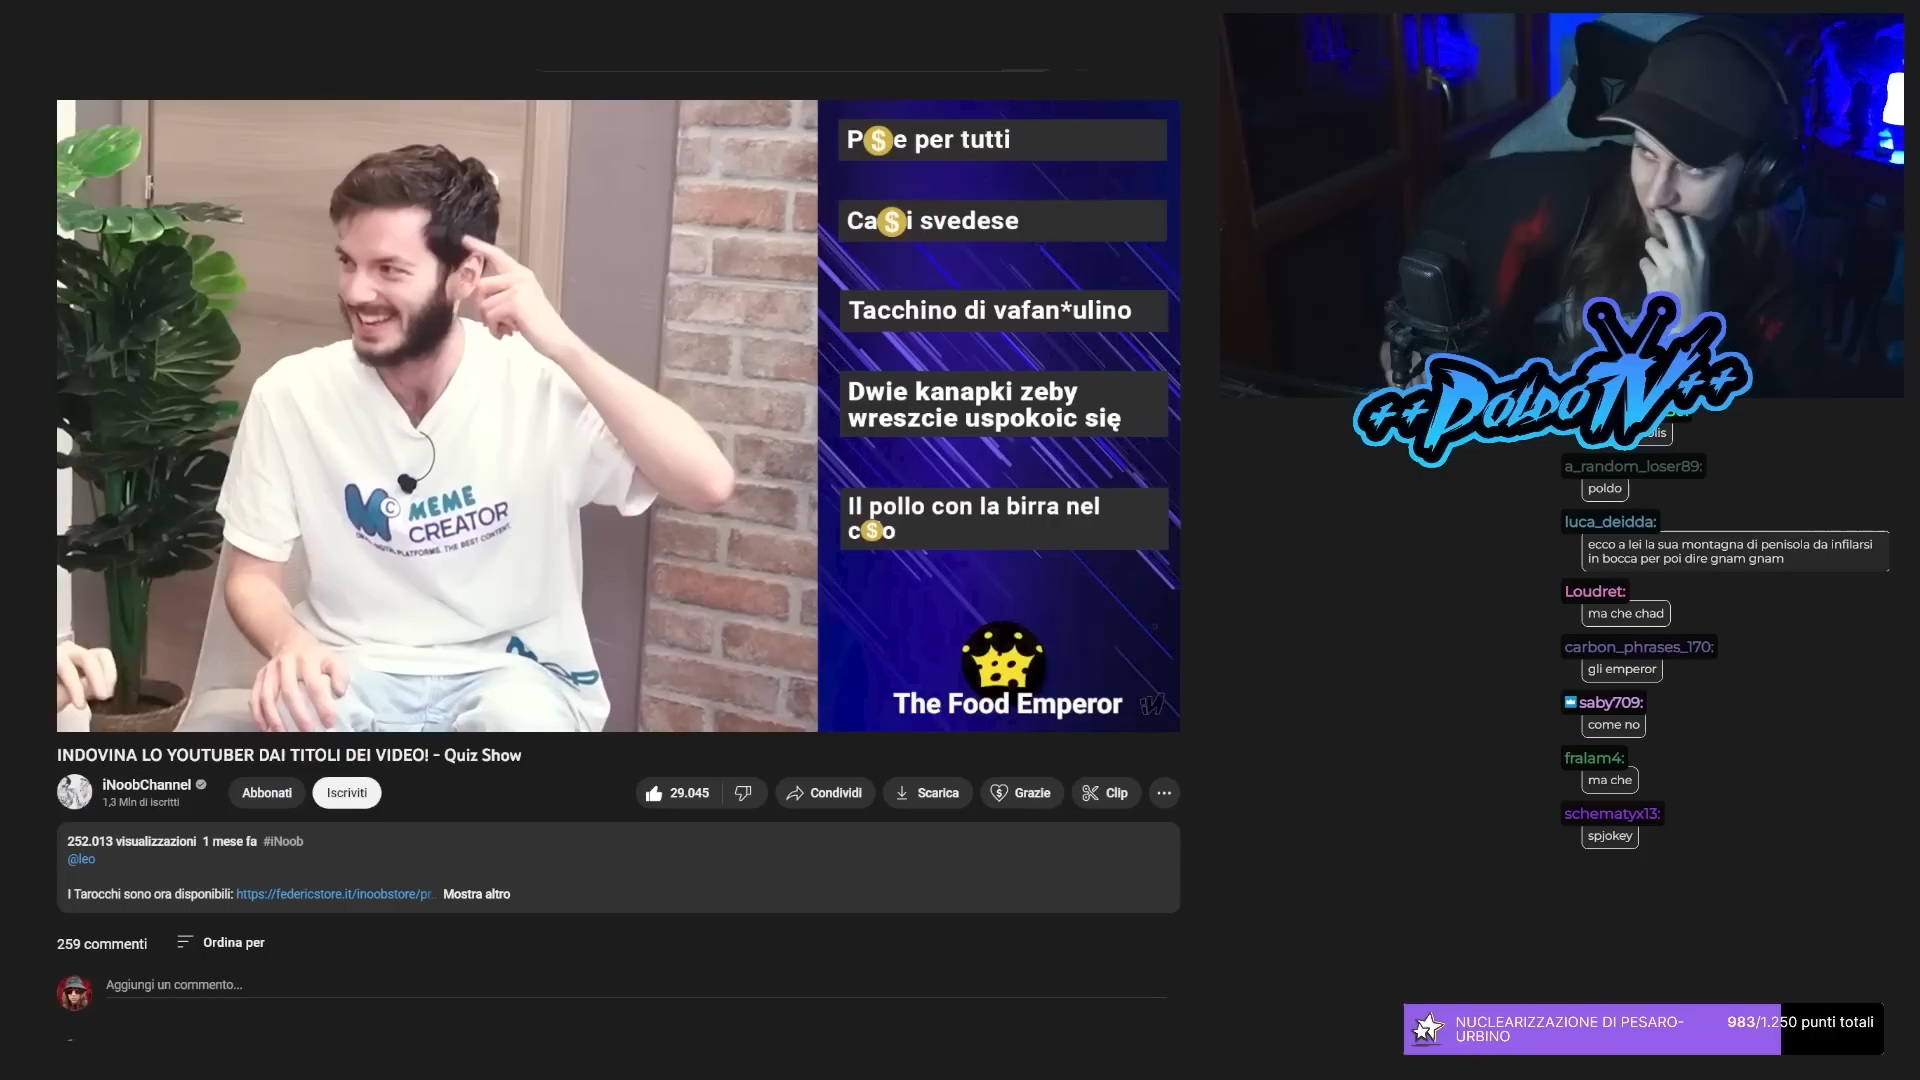 P$e per tutti
Ca$i svedese
Tacchino di vafan*ulino
Dwie kanapki zeby
wreszcie uspokoic się
Il pollo con la birra nel
c$o
The Food Emperor
MEME
CREATOR
INDOVINA LO YOUTUBER DAI TITOLI DEI VIDEO! - Quiz Show
iNoobChannel
1,3 Mln di iscritti
Abbonati
Iscriviti
29.045
Condividi
Scarica
Grazie
Clip
252.013 visualizzazioni 1 mese fa #iNoob
@leo
I Tarocchi sono ora disponibili: https://federicstore.it/inoobstore/pr... Mostra altro
259 commenti
Ordina per
Aggiungi un commento...
++POLDOTV++
a_random_loser89:
poldo
luca_deidda:
ecco a lei la sua montagna di penisola da infilarsi
in bocca per poi dire gnam gnam
Loudret:
ma che chad
carbon_phrases_170:
gli emperor
saby709:
come no
fralam4:
ma che
schematyx13:
spjokey
NUCLEARIZZAZIONE DI PESARO-
URBINO
983/1.250 punti totali